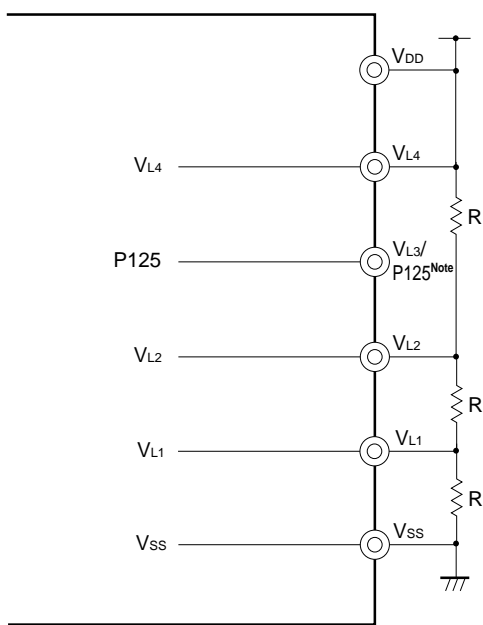 VDD
VL4 VL4
R
P125 VL3/
P125Note
VL2 VL2
R
VL1 VL1
R
VSS VSS